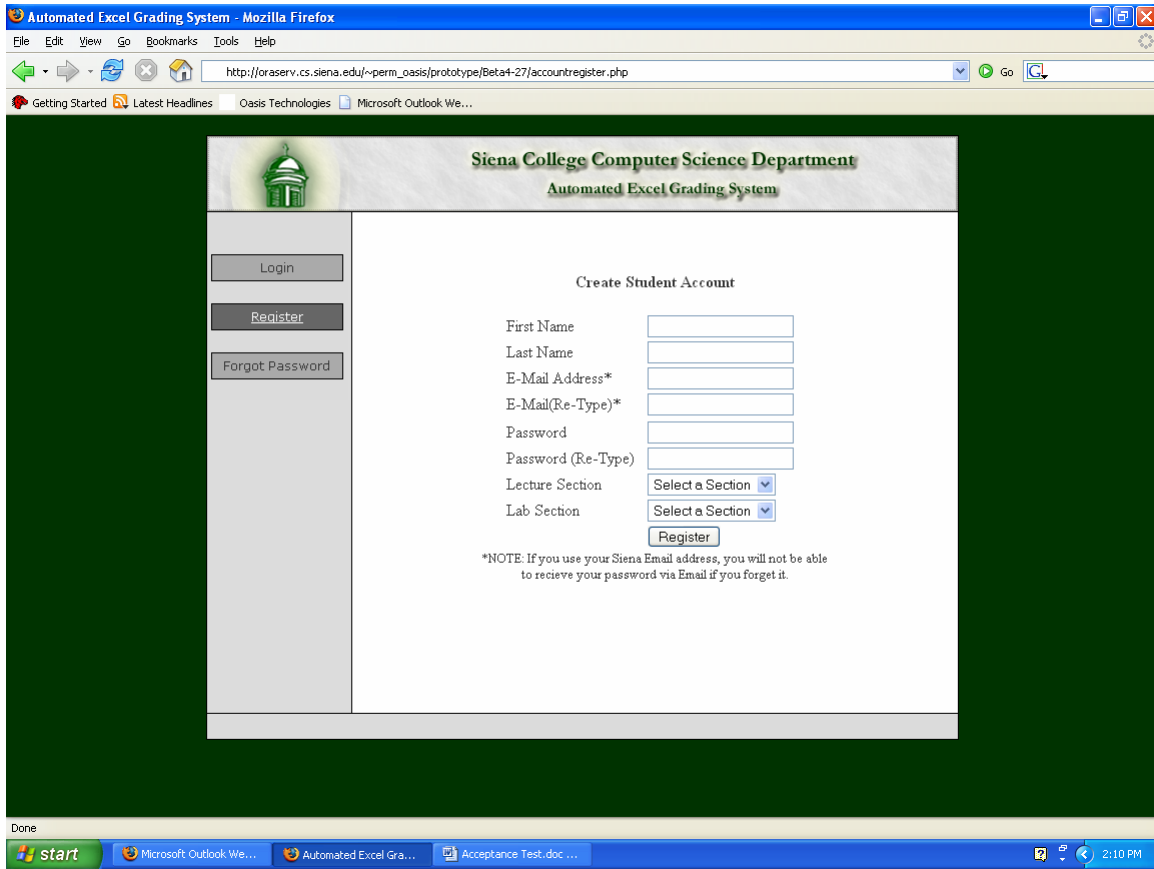 Automated Excel Grading System - Mozilla Firefox
File Edit View Go Bookmarks Tools Help
http://oraserv.cs.siena.edu/~perm_oasis/prototype/Beta4-27/accountregister.php Go G
Getting Started Latest Headlines Oasis Technologies Microsoft Outlook We...
Siena College Computer Science Department
Automated Excel Grading System
Login
Register
Forgot Password
Create Student Account
First Name
Last Name
E-Mail Address*
E-Mail(Re-Type)*
Password
Password (Re-Type)
Lecture Section Select a Section
Lab Section Select a Section
Register
*NOTE: If you use your Siena Email address, you will not be able
to recieve your password via Email if you forget it.
Done
start Microsoft Outlook We... Automated Excel Gra... Acceptance Test.doc ... 2:10 PM